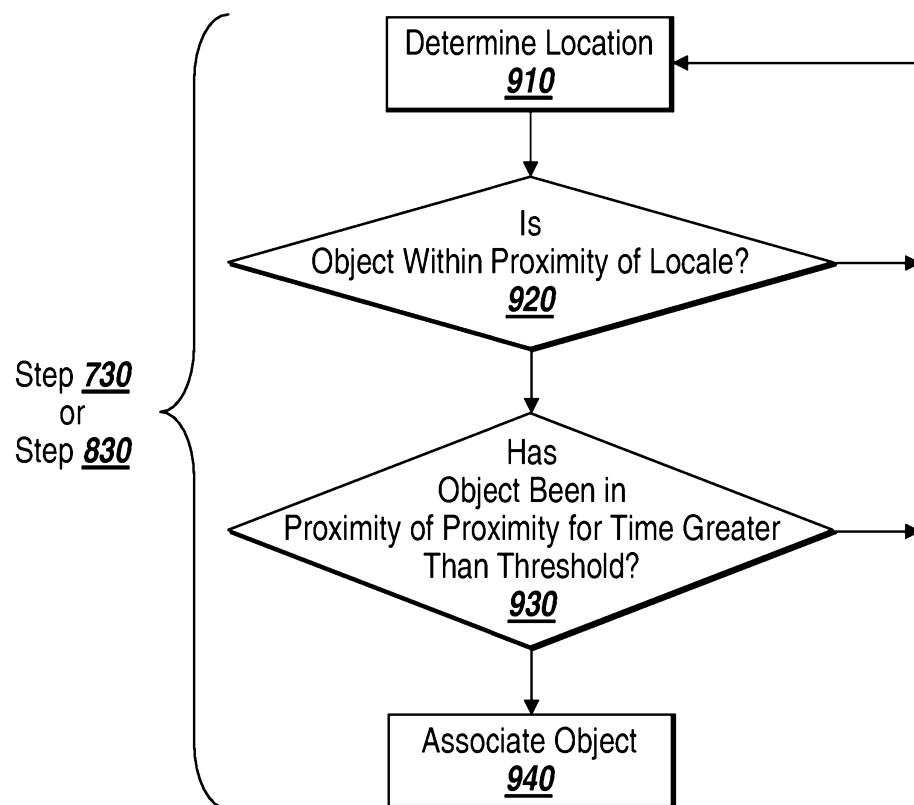 Determine Location
910
Is
Object Within Proximity of Locale?
920
Step 730
or
Step 830
Has
Object Been in
Proximity of Proximity for Time Greater
Than Threshold?
930
Associate Object
940